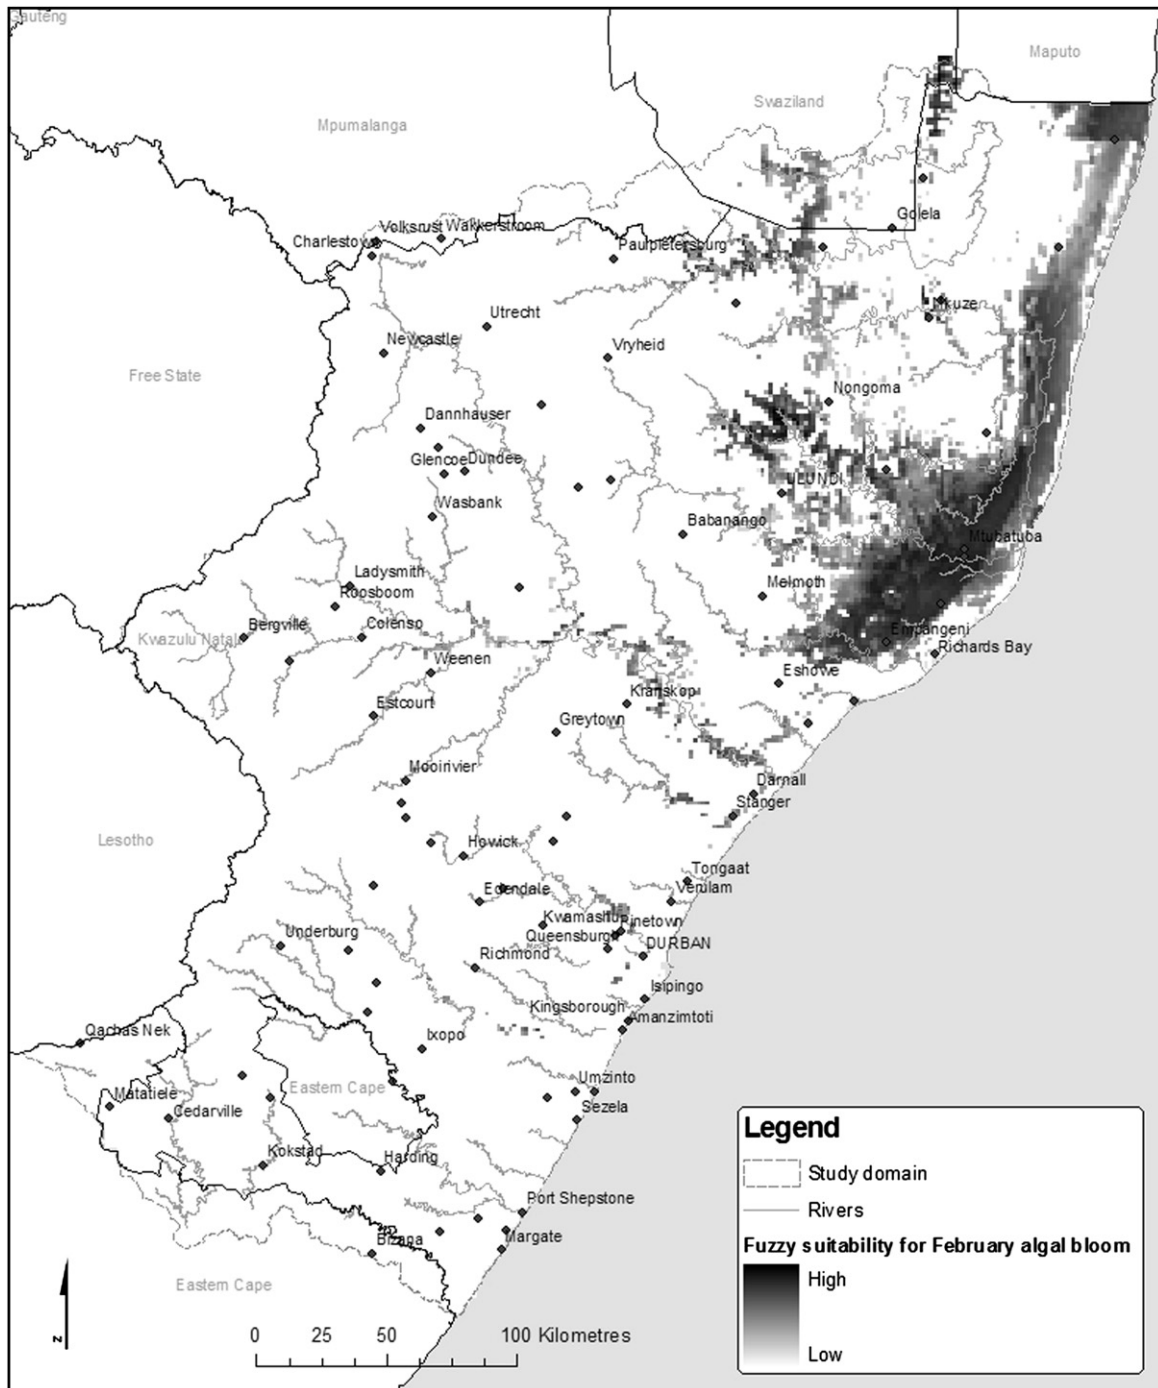 Gauteng
Maputo
Swaziland
Mpumalanga
Golela
Volksrust
Wakkerstroom
Charlestown
Paulpietersburg
Mkuze
Utrecht
Newcastle
Vryheid
Free State
Nongoma
Dannhauser
Glencoe
Dundee
ULUNDI
Wasbank
Babanango
Mtubatuba
Ladysmith
Melmoth
Roosboom
Kwazulu Natal
Bergville
Colenso
Empangeni
Richards Bay
Weenen
Eshowe
Kranskop
Estcourt
Greytown
Mooirivier
Darnall
Stanger
Lesotho
Howick
Tongaat
Verulam
Edendale
Kwamashu
Pinetown
Underburg
Queensburgh
DURBAN
Richmond
Isipingo
Kingsborough
Amanzimtoti
Qachas Nek
Ixopo
Eastern Cape
Umzinto
Matatiele
Cedarville
Sezela
Kokstad
Harding
Port Shepstone
Margate
Bizana
Eastern Cape
N
0 25 50 100 Kilometres
Legend
Study domain
Rivers
Fuzzy suitability for February algal bloom
High
Low